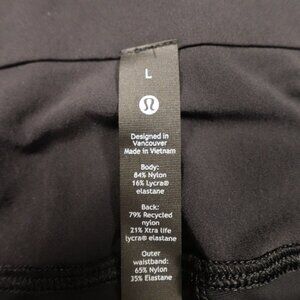 L
Designed in
Vancouver
Made in Vietnam
Body:
84% Nylon
16% Lycra®
elastane
Back:
79% Recycled
nylon
21% Xtra life
lycra® elastane
Outer
waistband:
65% Nylon
35% Elastane